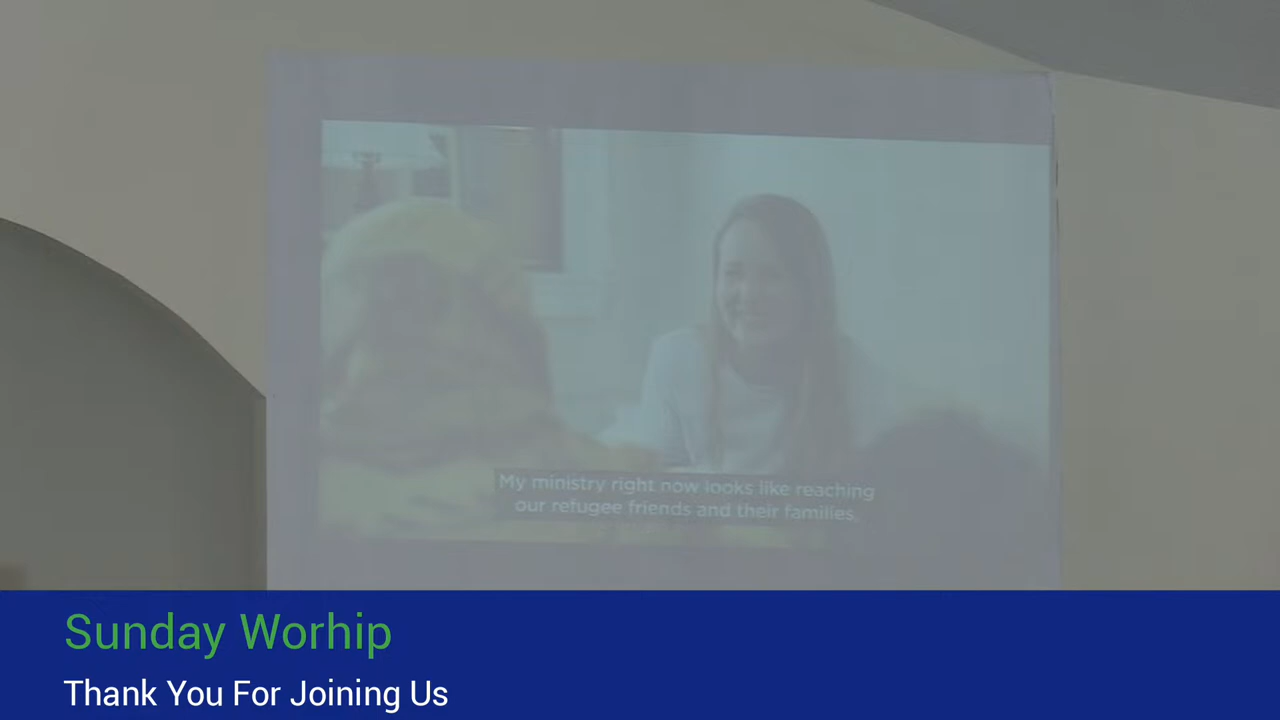 My ministry right now looks like reaching
our refugee friends and their families.
Sunday Worhip
Thank You For Joining Us